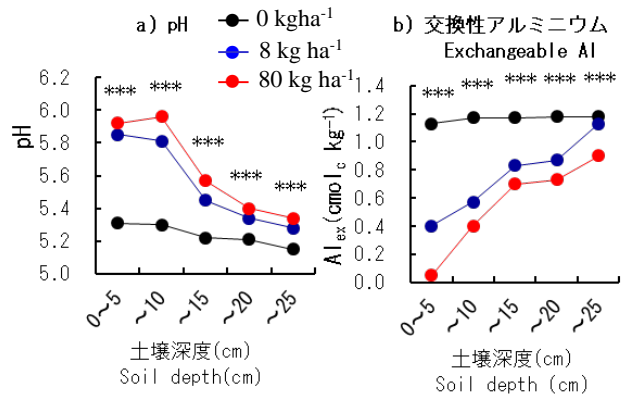 a) pH
0 kgha⁻¹
8 kg ha⁻¹
80 kg ha⁻¹
b) 交換性アルミニウム
Exchangeable Al
pH
6.2
6.0
5.8
5.6
5.4
5.2
5.0
*** *** *** *** ***
0～5 ～10 ～15 ～20 ～25
土壌深度(cm)
Soil depth(cm)
Alₑₓ(cmol꜀ kg⁻¹)
1.4
1.2
1.0
0.8
0.6
0.4
0.2
0.0
*** *** *** *** ***
0～5 ～10 ～15 ～20 ～25
土壌深度(cm)
Soil depth (cm)